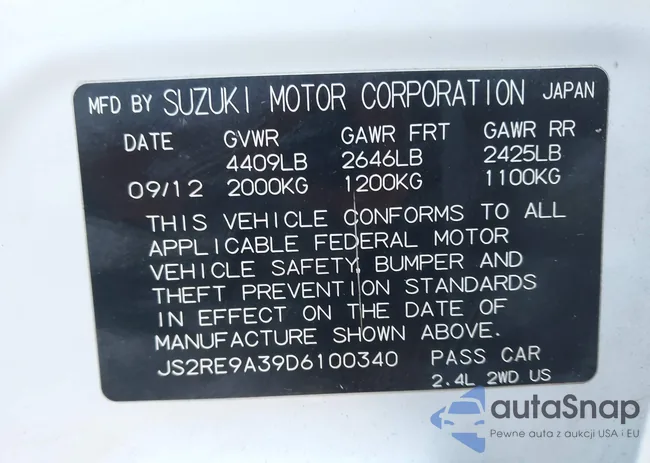 MFD BY SUZUKI MOTOR CORPORATION JAPAN
DATE GVWR GAWR FRT GAWR RR
4409LB 2646LB 2425LB
09/12 2000KG 1200KG 1100KG
THIS VEHICLE CONFORMS TO ALL
APPLICABLE FEDERAL MOTOR
VEHICLE SAFETY, BUMPER AND
THEFT PREVENTION STANDARDS
IN EFFECT ON THE DATE OF
MANUFACTURE SHOWN ABOVE.
JS2RE9A39D6100340 PASS CAR
2.4L 2WD US
autaSnap
Pewne auta z aukcji USA i EU